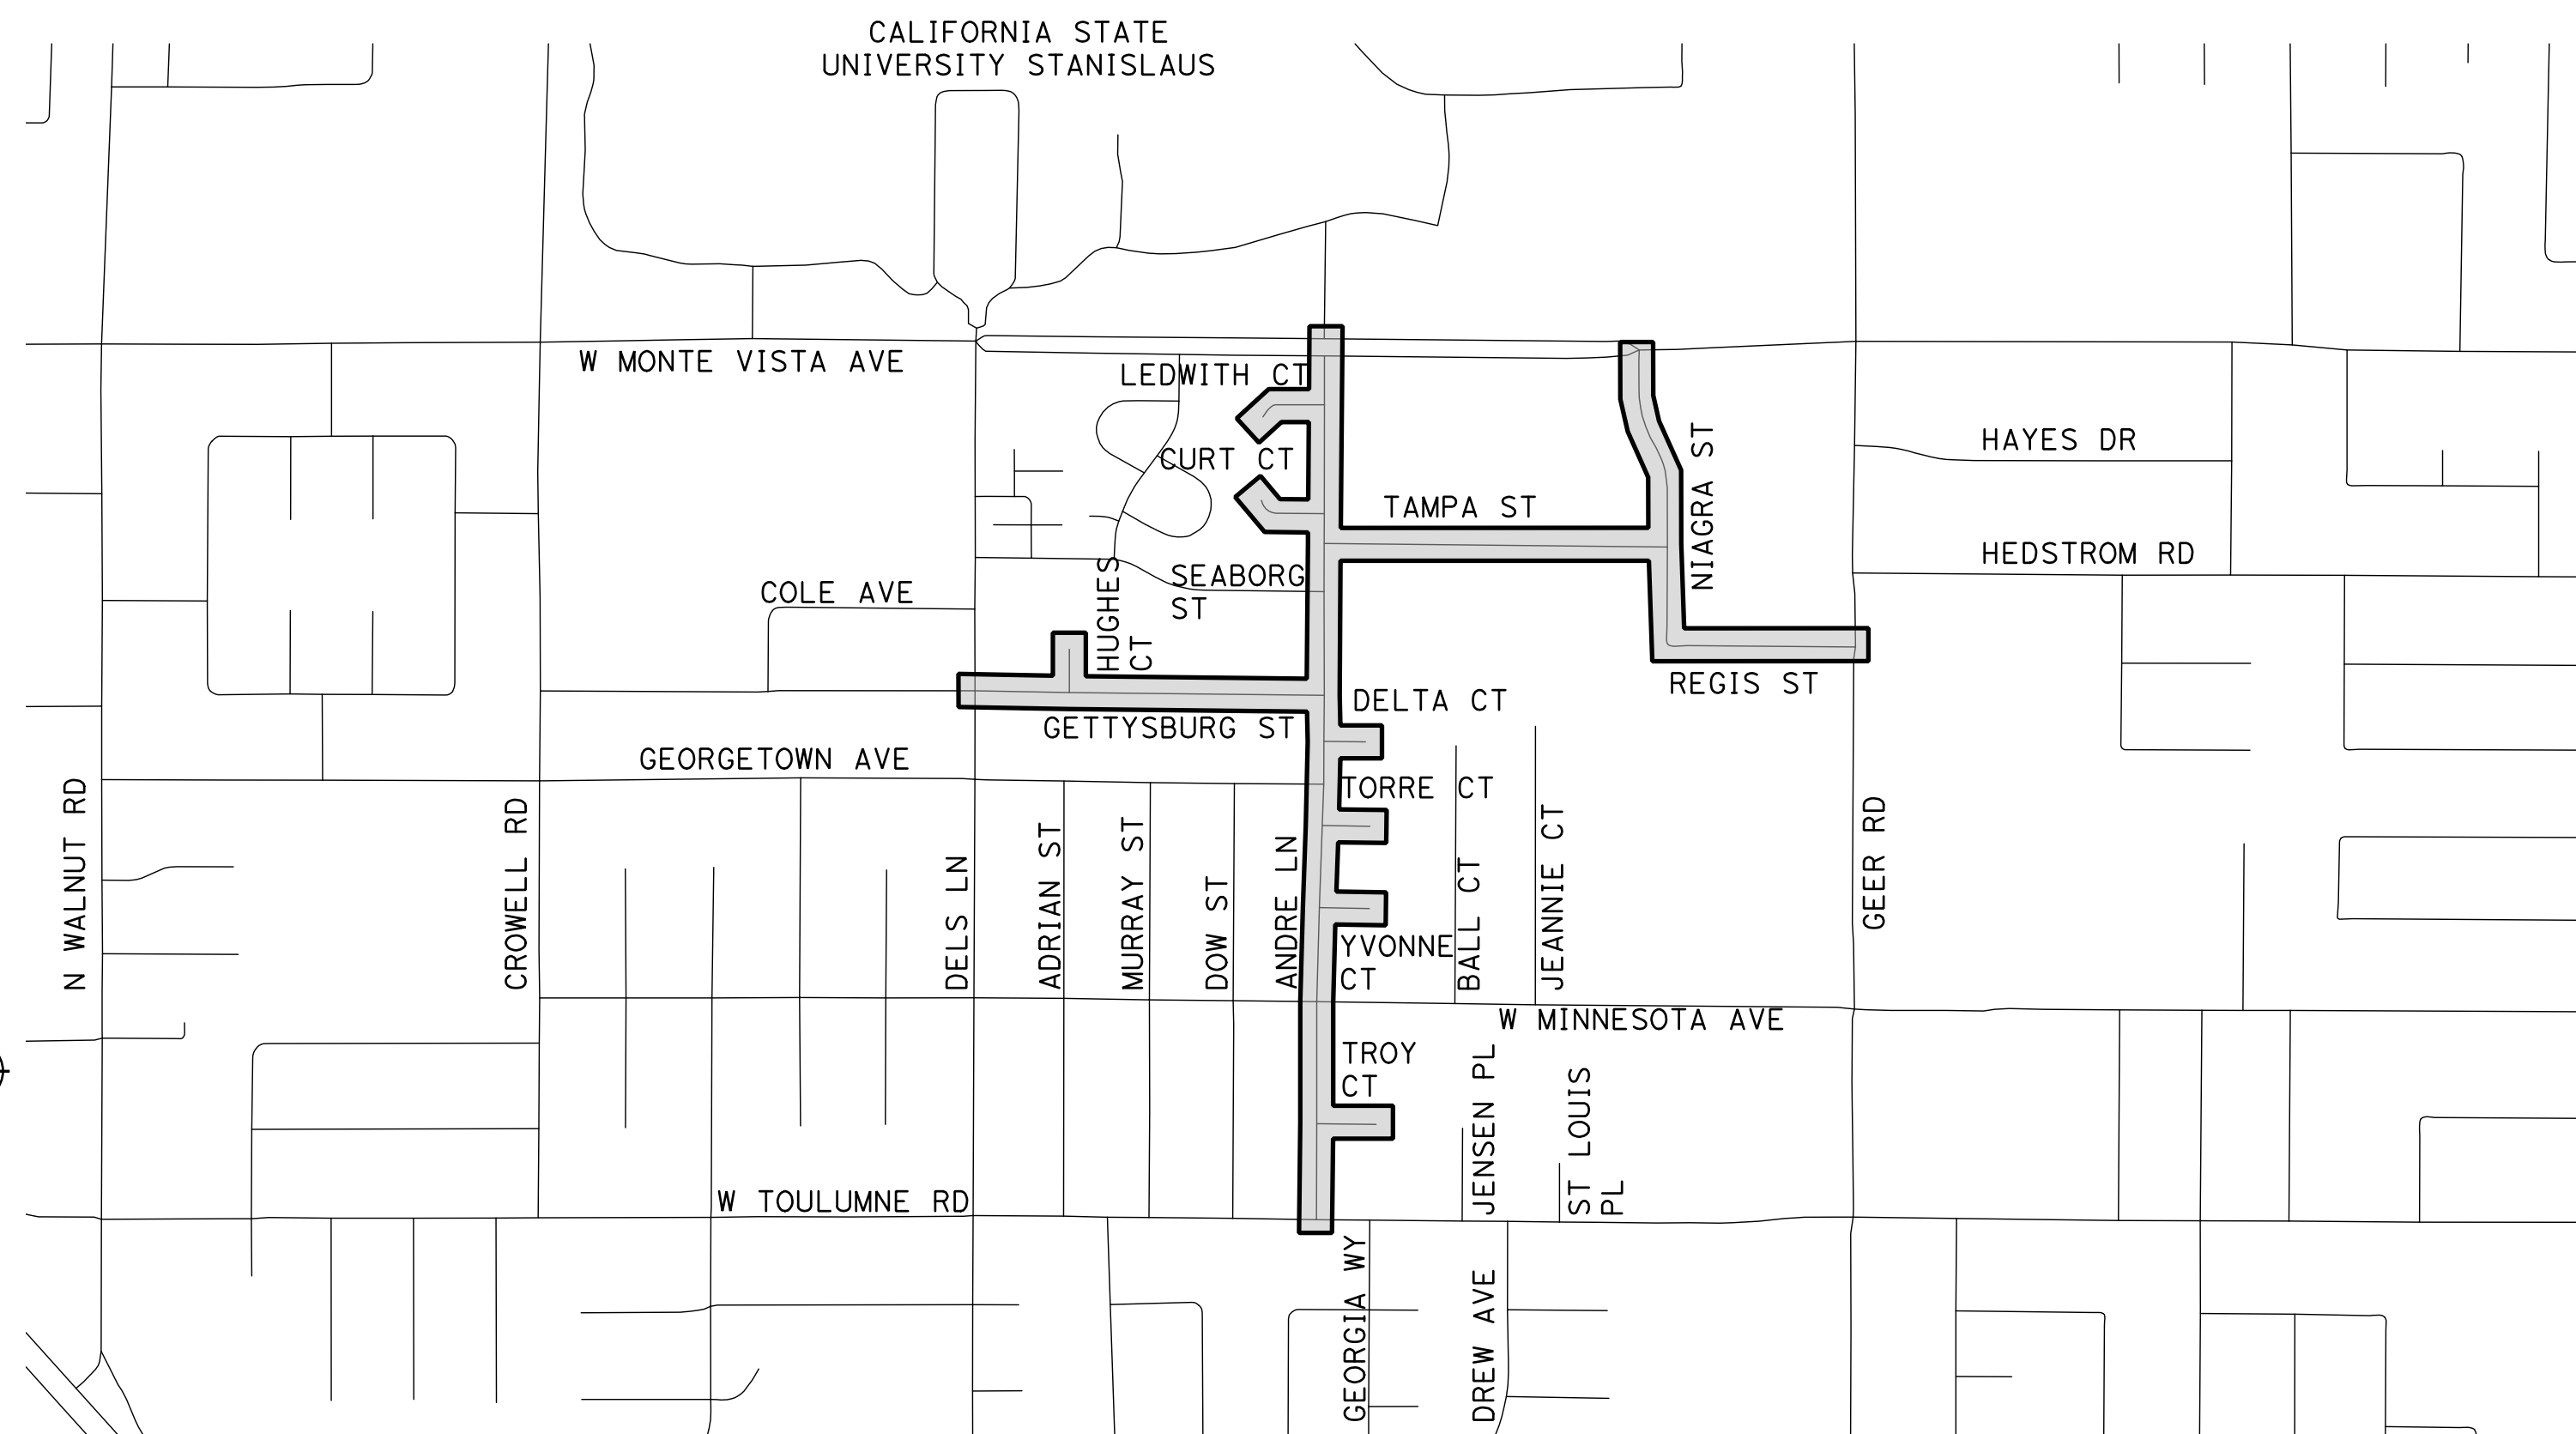 CALIFORNIA STATE
UNIVERSITY STANISLAUS
W MONTE VISTA AVE
LEDWITH CT
CURT CT
TAMPA ST
NIAGRA ST
HAYES DR
HEDSTROM RD
COLE AVE
HUGHES
CT
SEABORG
ST
REGIS ST
DELTA CT
GETTYSBURG ST
GEORGETOWN AVE
TORRE CT
N WALNUT RD
CROWELL RD
DELS LN
ADRIAN ST
MURRAY ST
DOW ST
ANDRE LN
YVONNE
CT
BALL CT
JEANNIE CT
GEER RD
W MINNESOTA AVE
TROY
CT
JENSEN PL
ST LOUIS
PL
W TOULUMNE RD
GEORGIA WY
DREW AVE